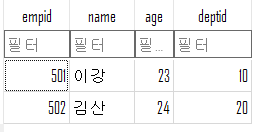 empid name age deptid
필터 필터 필... 필터
501 이강 23 10
502 김산 24 20